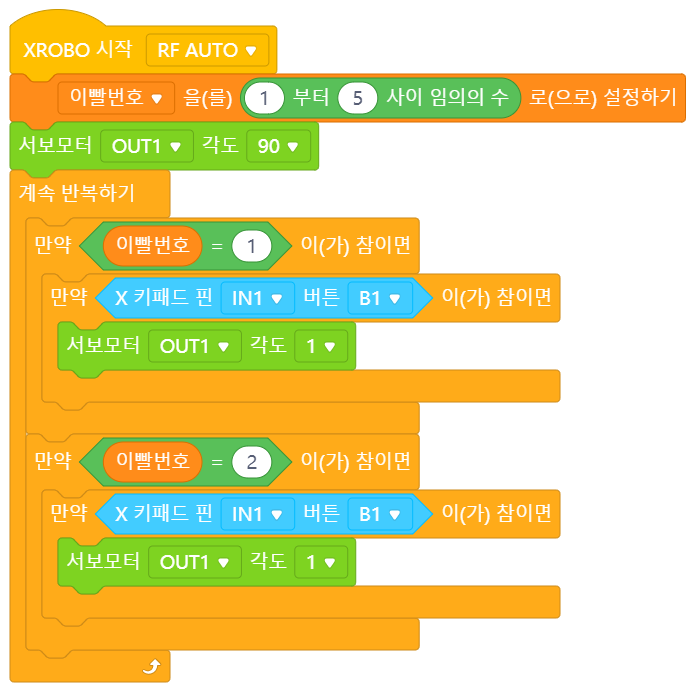 XROBO 시작 RF AUTO
이빨번호 을(를) 1 부터 5 사이 임의의 수 로(으로) 설정하기
서보모터 OUT1 각도 90
계속 반복하기
만약 이빨번호 = 1 이(가) 참이면
만약 X 키패드 핀 IN1 버튼 B1 이(가) 참이면
서보모터 OUT1 각도 1
만약 이빨번호 = 2 이(가) 참이면
만약 X 키패드 핀 IN1 버튼 B1 이(가) 참이면
서보모터 OUT1 각도 1